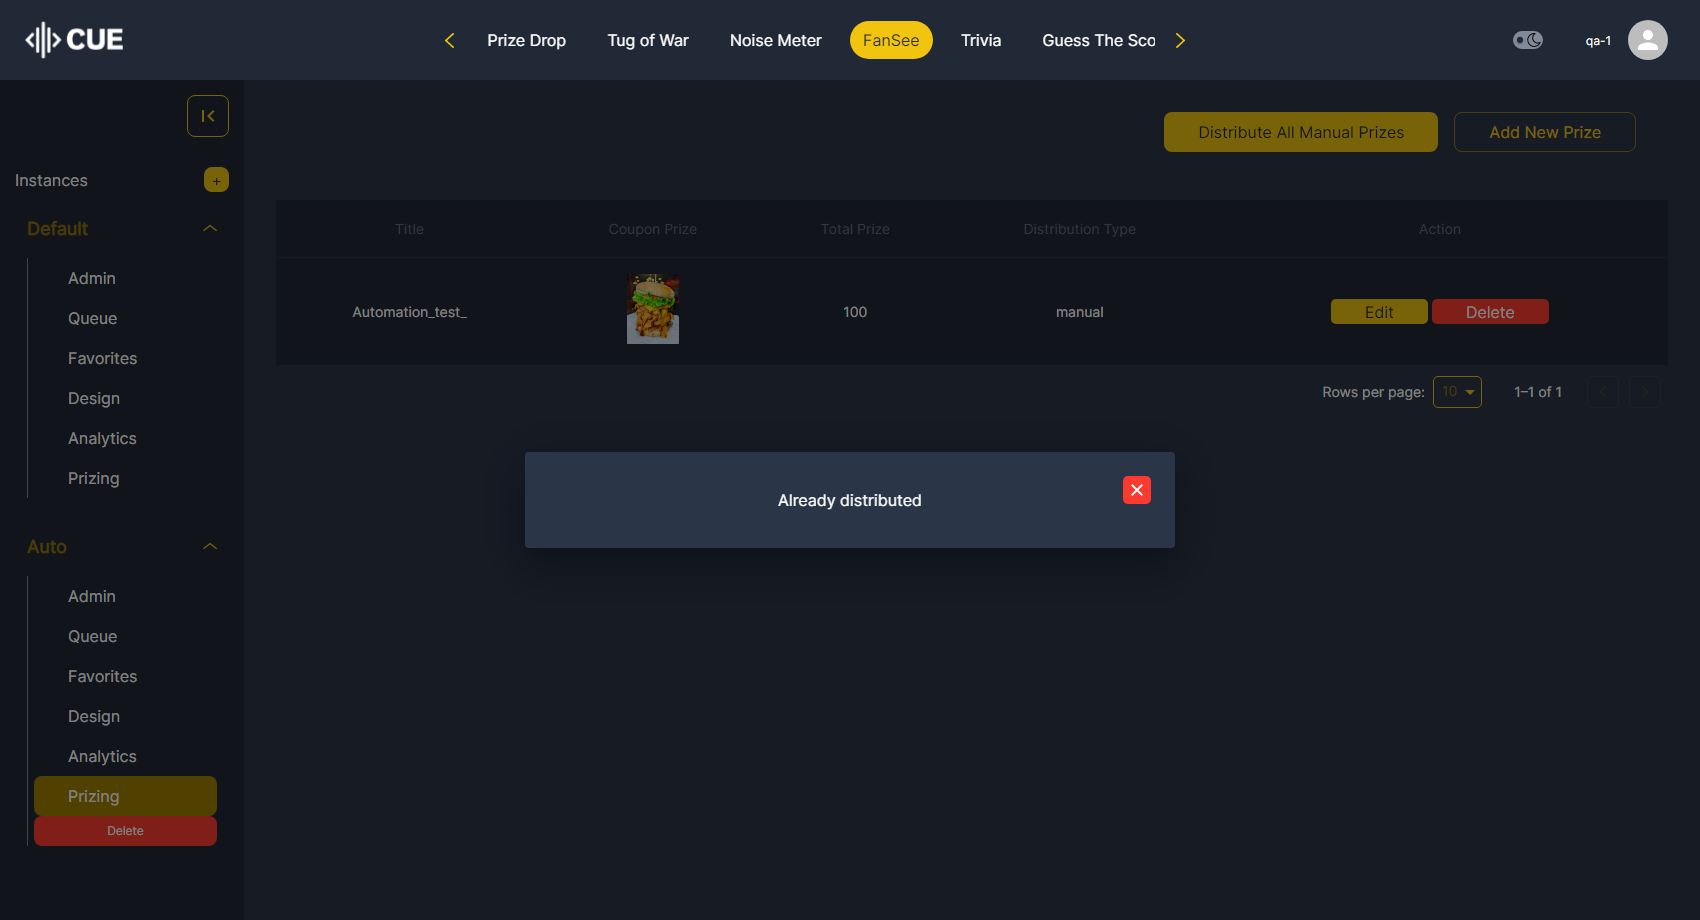 CUE
Prize Drop Tug of War Noise Meter FanSee Trivia Guess The Sco
qa-1
Distribute All Manual Prizes Add New Prize
Instances +
Default
Admin
Queue
Favorites
Design
Analytics
Prizing
Auto
Admin
Queue
Favorites
Design
Analytics
Prizing
Delete
Title Coupon Prize Total Prize Distribution Type Action
Automation_test_ 100 manual Edit Delete
Rows per page: 10 1–1 of 1
Already distributed